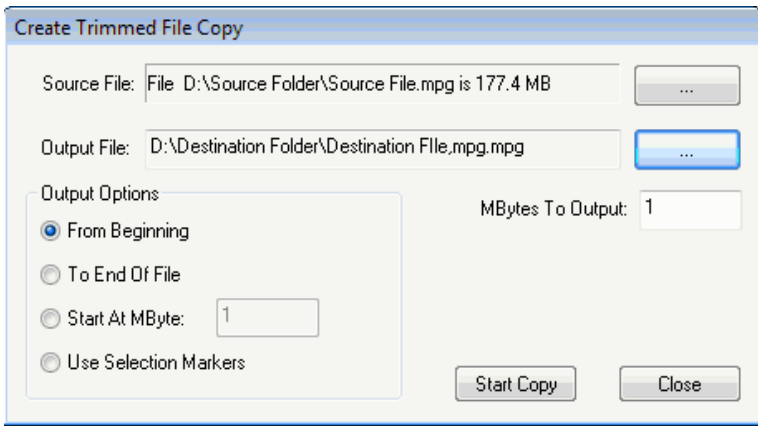 Create Trimmed File Copy
Source File: File D:\Source Folder\Source File.mpg is 177.4 MB ...
Output File: D:\Destination Folder\Destination FIle,mpg.mpg ...
Output Options
MBytes To Output: 1
From Beginning
To End Of File
Start At MByte: 1
Use Selection Markers
Start Copy Close